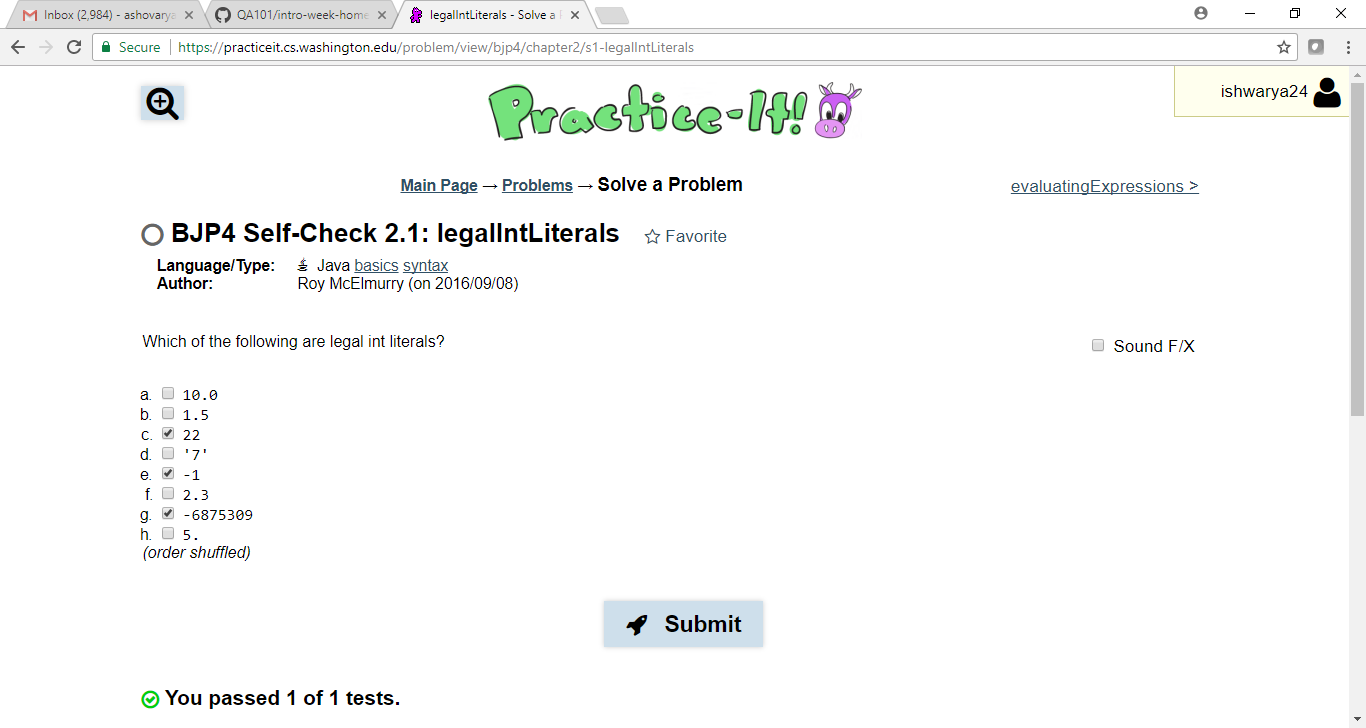 Inbox (2,984) - ashovarya
QA101/intro-week-home
legalIntLiterals - Solve a
Secure
https://practiceit.cs.washington.edu/problem/view/bjp4/chapter2/s1-legalIntLiterals
Practice-It!
ishwarya24
Main Page → Problems → Solve a Problem
evaluatingExpressions >
BJP4 Self-Check 2.1: legalIntLiterals
Favorite
Language/Type: Java basics syntax
Author: Roy McElmurry (on 2016/09/08)
Which of the following are legal int literals?
Sound F/X
a. 10.0
b. 1.5
c. 22
d. '7'
e. -1
f. 2.3
g. -6875309
h. 5.
(order shuffled)
Submit
You passed 1 of 1 tests.